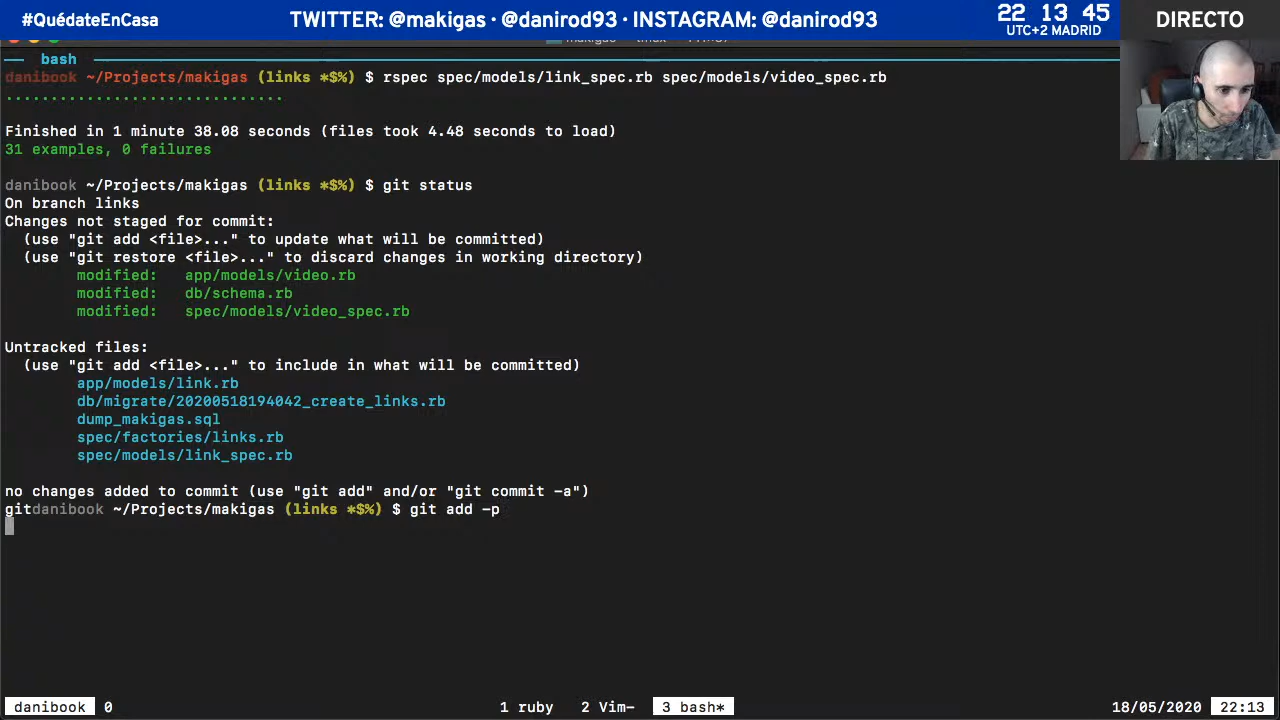 #QuédateEnCasa
TWITTER: @makigas · @danirod93 · INSTAGRAM: @danirod93
22 13 45
UTC+2 MADRID
DIRECTO
bash
danibook ~/Projects/makigas (links *$%) $ rspec spec/models/link_spec.rb spec/models/video_spec.rb
...............................
Finished in 1 minute 38.08 seconds (files took 4.48 seconds to load)
31 examples, 0 failures
danibook ~/Projects/makigas (links *$%) $ git status
On branch links
Changes not staged for commit:
(use "git add <file>..." to update what will be committed)
(use "git restore <file>..." to discard changes in working directory)
modified:   app/models/video.rb
modified:   db/schema.rb
modified:   spec/models/video_spec.rb
Untracked files:
(use "git add <file>..." to include in what will be committed)
app/models/link.rb
db/migrate/20200518194042_create_links.rb
dump_makigas.sql
spec/factories/links.rb
spec/models/link_spec.rb
no changes added to commit (use "git add" and/or "git commit -a")
gitdanibook ~/Projects/makigas (links *$%) $ git add -p
danibook 0 1 ruby 2 Vim- 3 bash* 18/05/2020 22:13